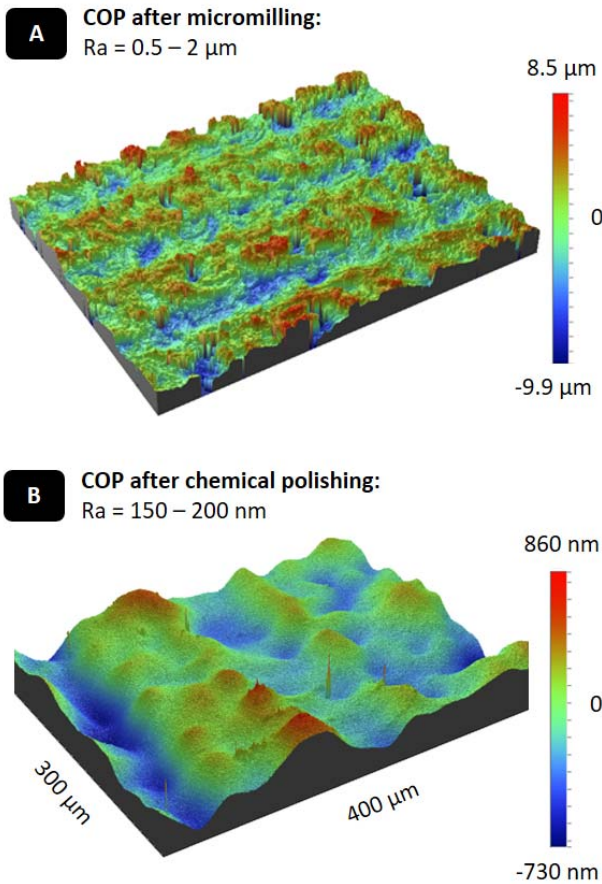 A
COP after micromilling:
Ra = 0.5 – 2 µm
8.5 µm
0
-9.9 µm
B
COP after chemical polishing:
Ra = 150 – 200 nm
860 nm
0
-730 nm
300 µm
400 µm